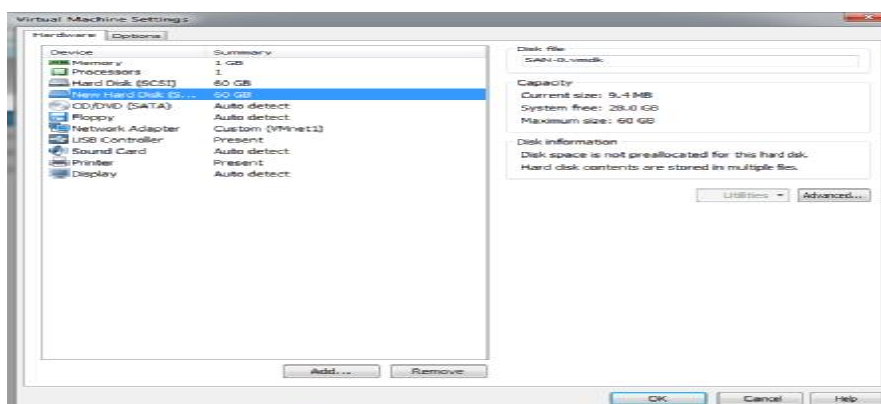 Virtual Machine Settings
Hardware Options
Device Summary
Memory 1 GB
Processors 1
Hard Disk (SCSI) 60 GB
New Hard Disk (S... 60 GB
CD/DVD (SATA) Auto detect
Floppy Auto detect
Network Adapter Custom (VMnet1)
USB Controller Present
Sound Card Auto detect
Printer Present
Display Auto detect
Add... Remove
Disk file
SAN-0.vmdk
Capacity
Current size: 9.4 MB
System free: 28.0 GB
Maximum size: 60 GB
Disk information
Disk space is not preallocated for this hard disk.
Hard disk contents are stored in multiple files.
Utilities Advanced...
OK Cancel Help